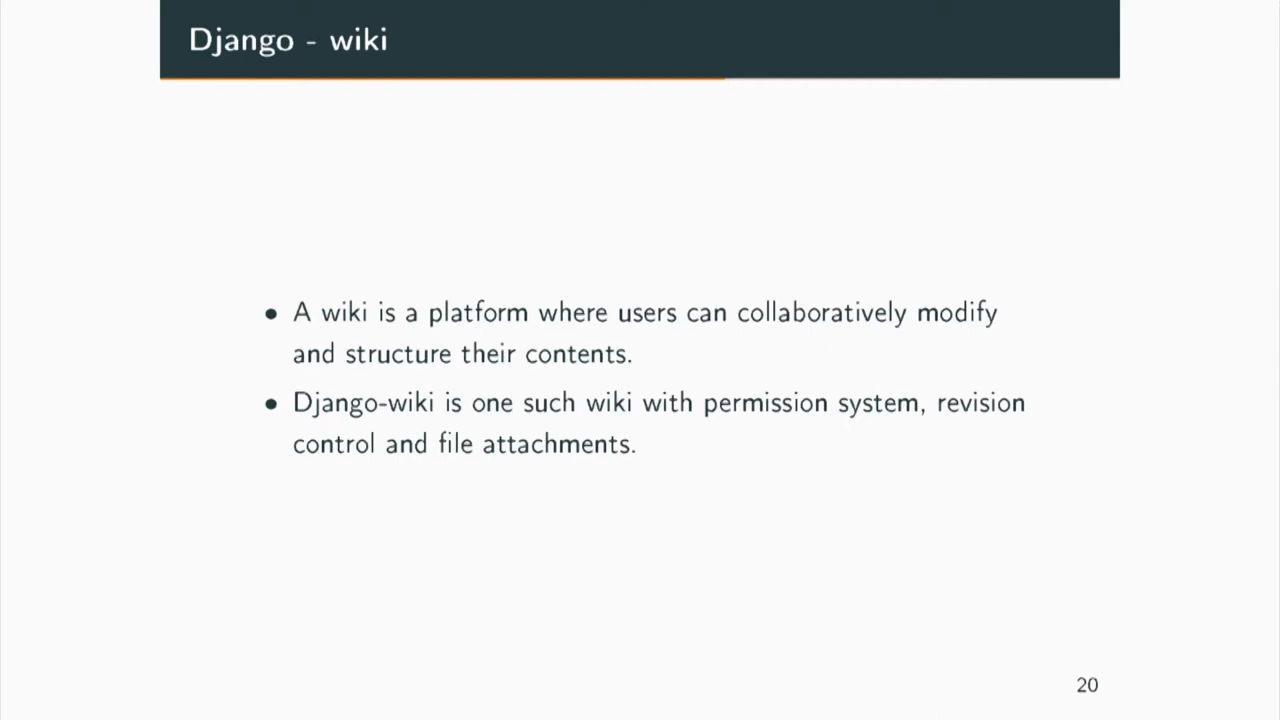 Django - wiki
• A wiki is a platform where users can collaboratively modify
and structure their contents.
• Django-wiki is one such wiki with permission system, revision
control and file attachments.
20